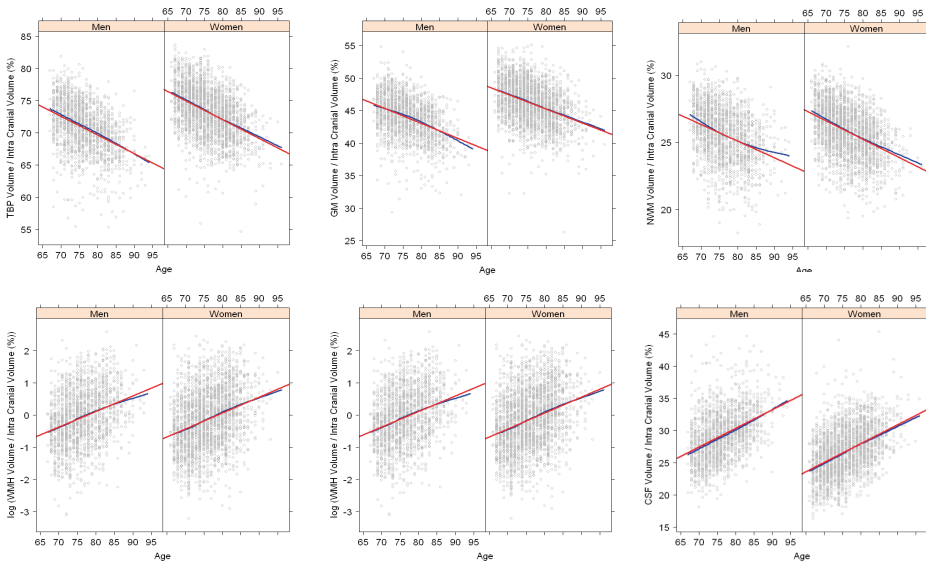 65 70 75 80 85 90 95
Men Women
TBP Volume / Intra Cranial Volume (%)
85
80
75
70
65
60
55
65 70 75 80 85 90 95
Age
65 70 75 80 85 90 95
Men Women
GM Volume / Intra Cranial Volume (%)
55
50
45
40
35
30
25
65 70 75 80 85 90 95
Age
65 70 75 80 85 90 95
Men Women
NWM Volume / Intra Cranial Volume (%)
30
25
20
65 70 75 80 85 90 95
Age
65 70 75 80 85 90 95
Men Women
log (WMH Volume / Intra Cranial Volume (%))
2
1
0
-1
-2
-3
65 70 75 80 85 90 95
Age
65 70 75 80 85 90 95
Men Women
log (WMH Volume / Intra Cranial Volume (%))
2
1
0
-1
-2
-3
65 70 75 80 85 90 95
Age
65 70 75 80 85 90 95
Men Women
CSF Volume / Intra Cranial Volume (%)
45
40
35
30
25
20
15
65 70 75 80 85 90 95
Age